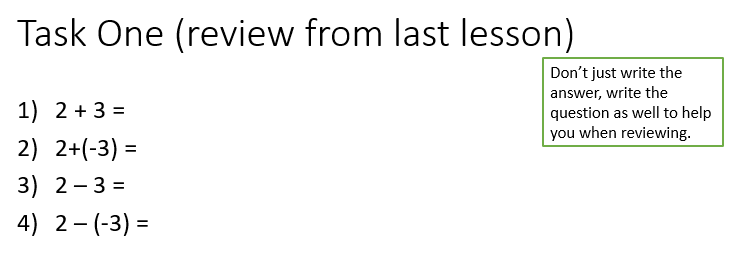 Task One (review from last lesson)
Don’t just write the
answer, write the
question as well to help
you when reviewing.
1) 2 + 3 =
2) 2+(-3) =
3) 2 – 3 =
4) 2 – (-3) =